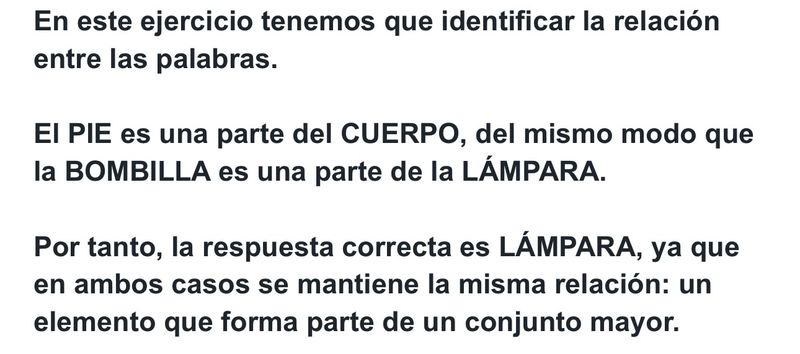 En este ejercicio tenemos que identificar la relación
entre las palabras.
El PIE es una parte del CUERPO, del mismo modo que
la BOMBILLA es una parte de la LÁMPARA.
Por tanto, la respuesta correcta es LÁMPARA, ya que
en ambos casos se mantiene la misma relación: un
elemento que forma parte de un conjunto mayor.